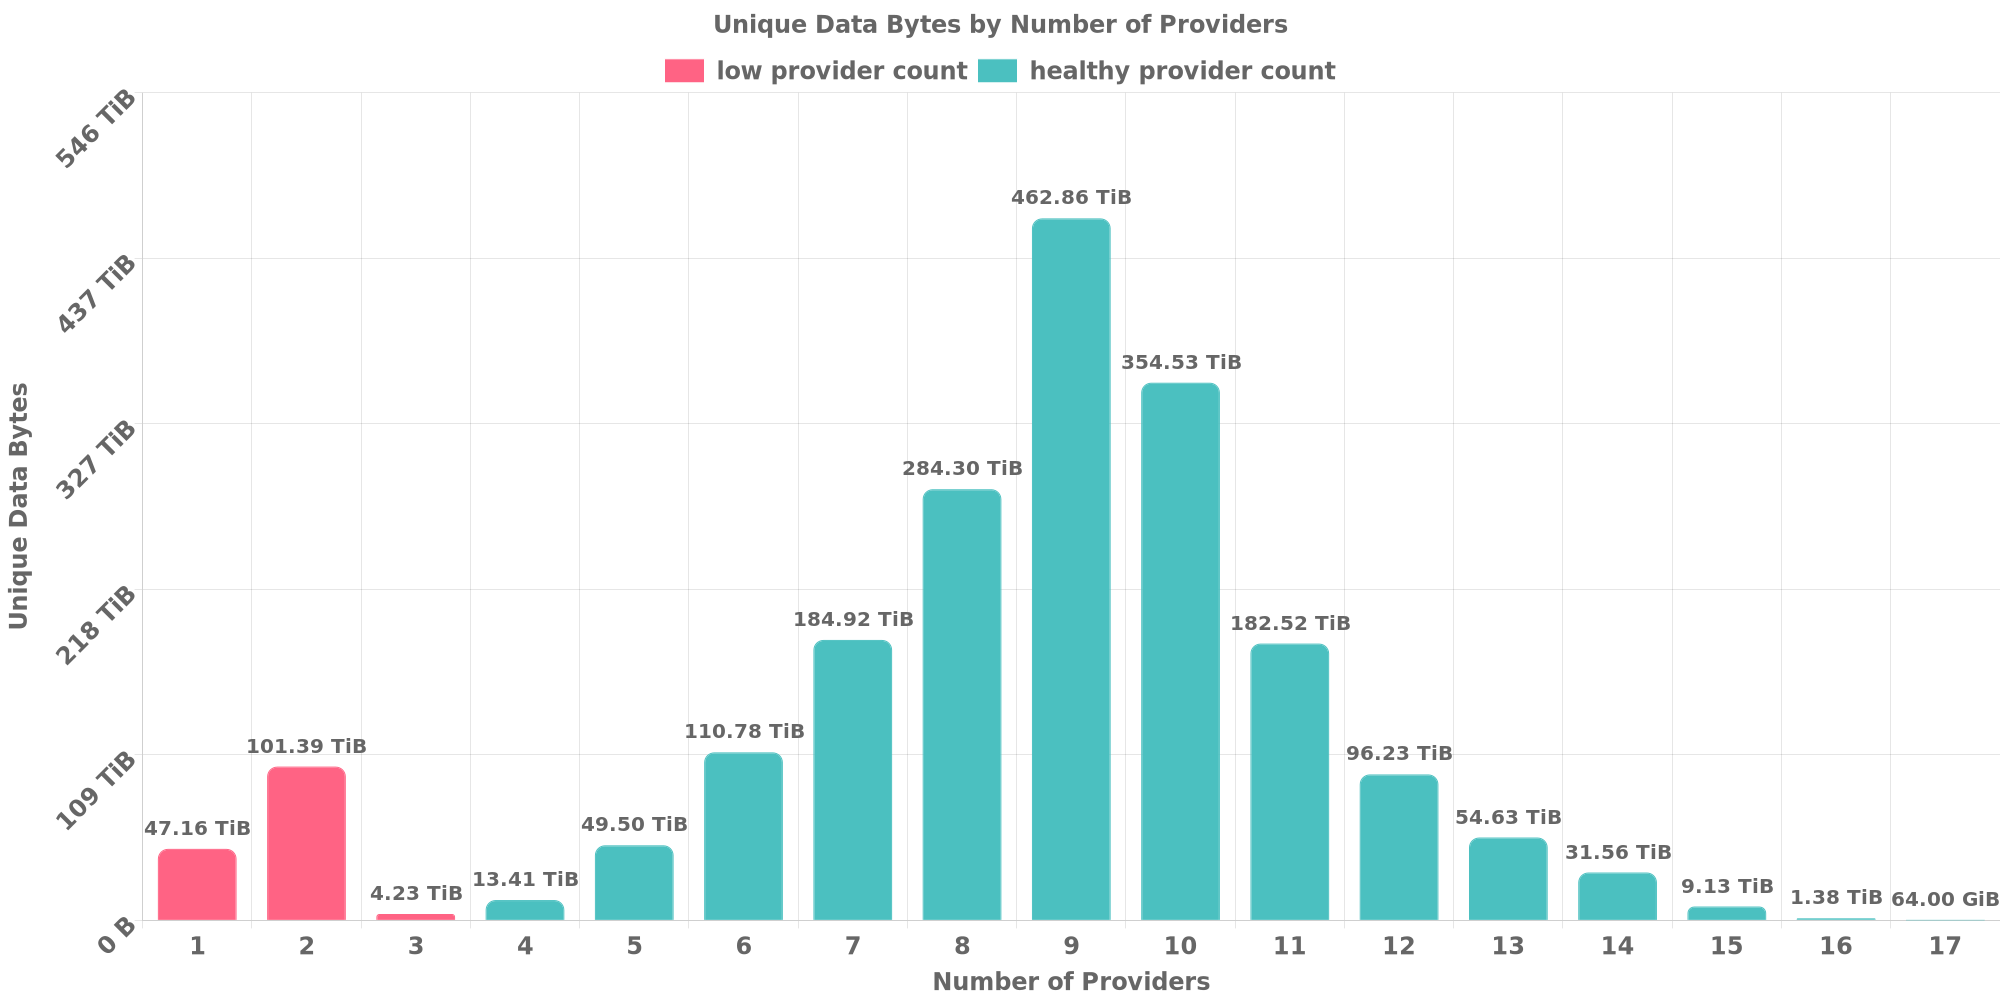 Unique Data Bytes by Number of Providers
low provider count healthy provider count
Unique Data Bytes
546 TiB
437 TiB
327 TiB
218 TiB
109 TiB
0 B
47.16 TiB
101.39 TiB
4.23 TiB
13.41 TiB
49.50 TiB
110.78 TiB
184.92 TiB
284.30 TiB
462.86 TiB
354.53 TiB
182.52 TiB
96.23 TiB
54.63 TiB
31.56 TiB
9.13 TiB
1.38 TiB
64.00 GiB
1 2 3 4 5 6 7 8 9 10 11 12 13 14 15 16 17
Number of Providers